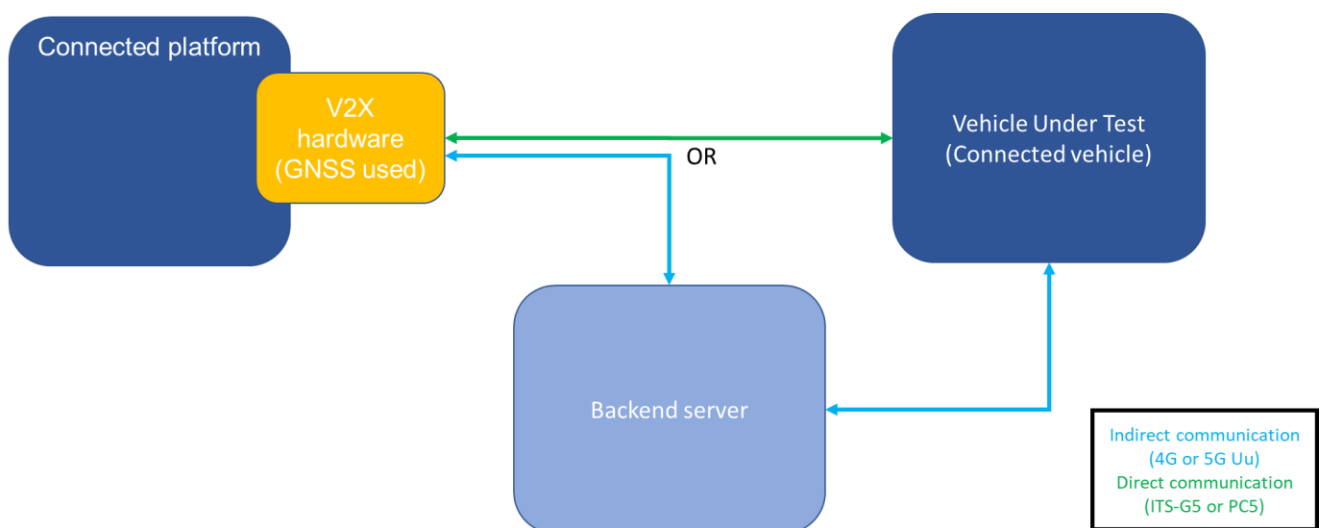 Connected platform
V2X
hardware
(GNSS used)
OR
Vehicle Under Test
(Connected vehicle)
Backend server
Indirect communication
(4G or 5G Uu)
Direct communication
(ITS-G5 or PC5)